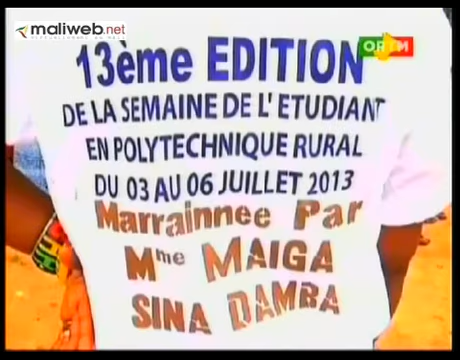 maliweb.net
ORTM
13ème EDITION
DE LA SEMAINE DE L'ETUDIANT
EN POLYTECHNIQUE RURAL
DU 03 AU 06 JUILLET 2013
Marrainnee Par
Mme MAIGA
SINA DAMBA